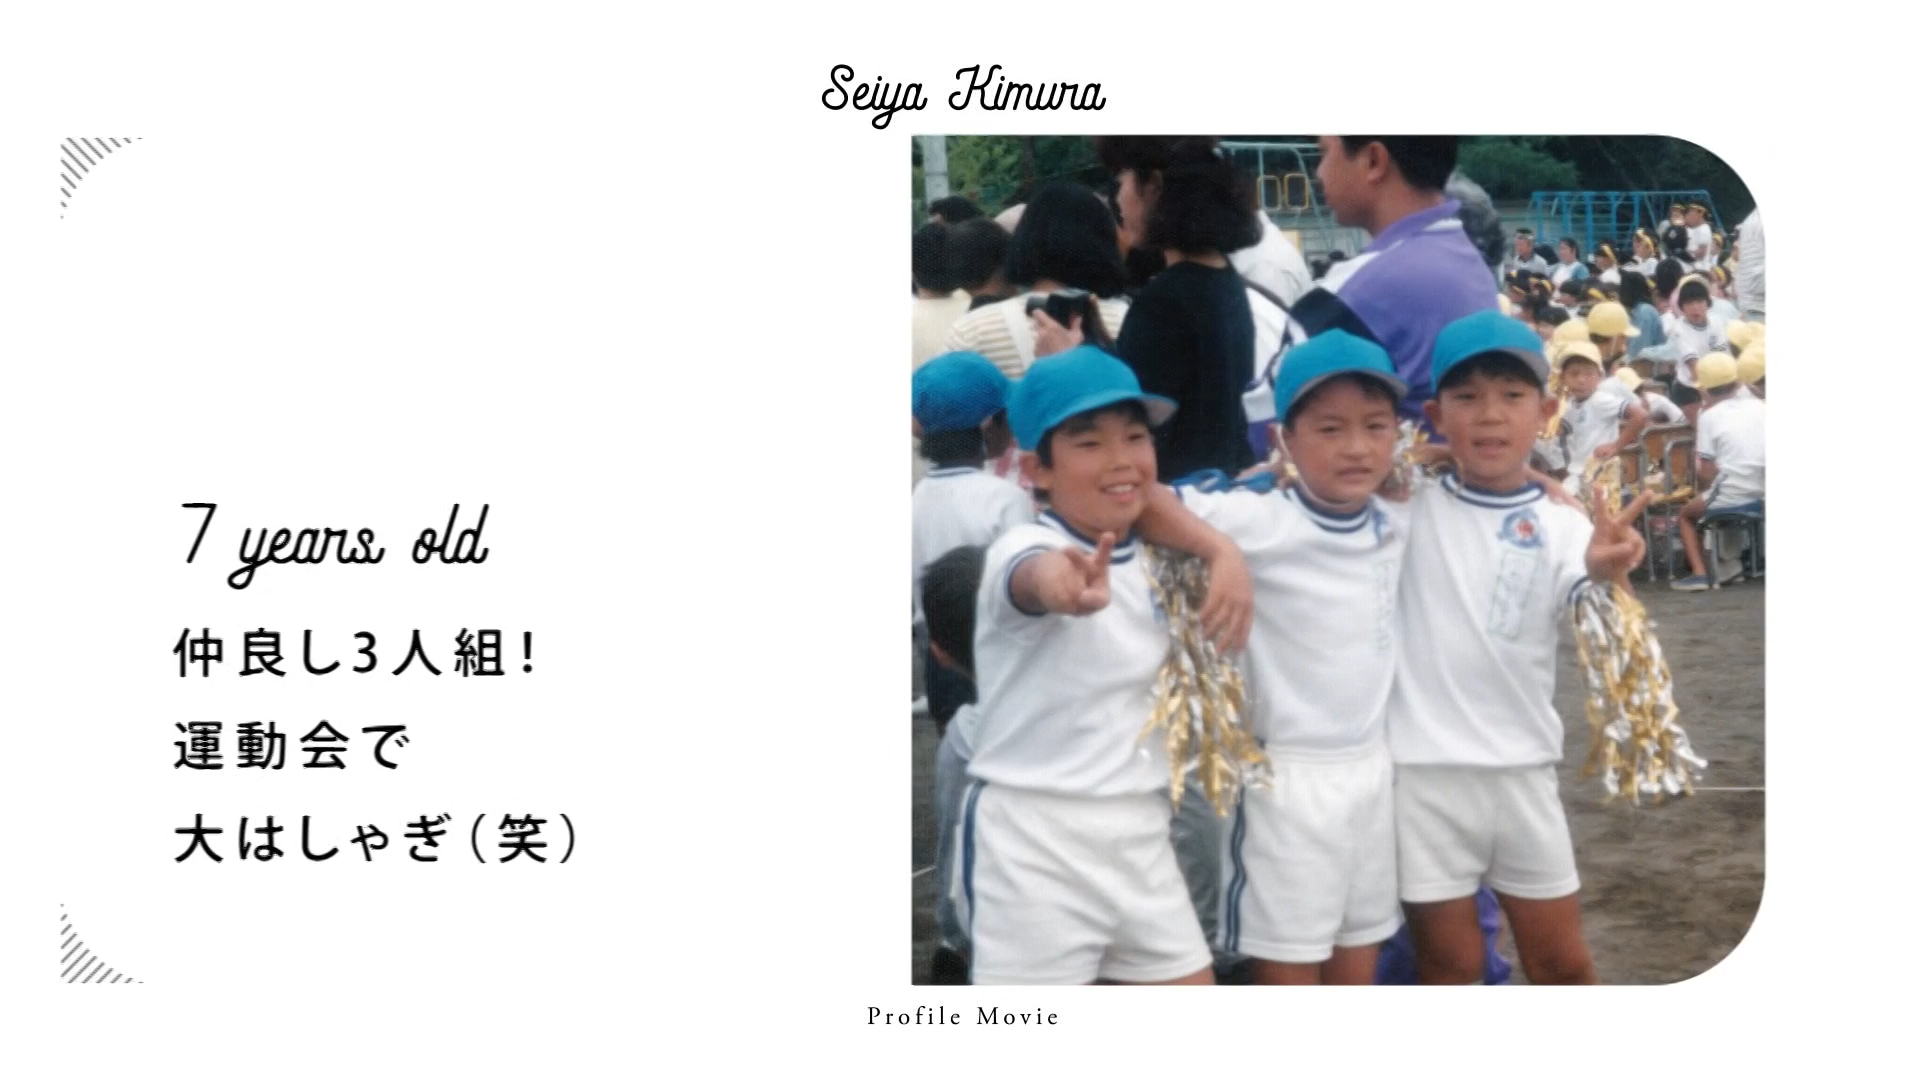 Seiya Kimura
7 years old
仲良し3人組!
運動会で
大はしゃぎ(笑)
Profile Movie